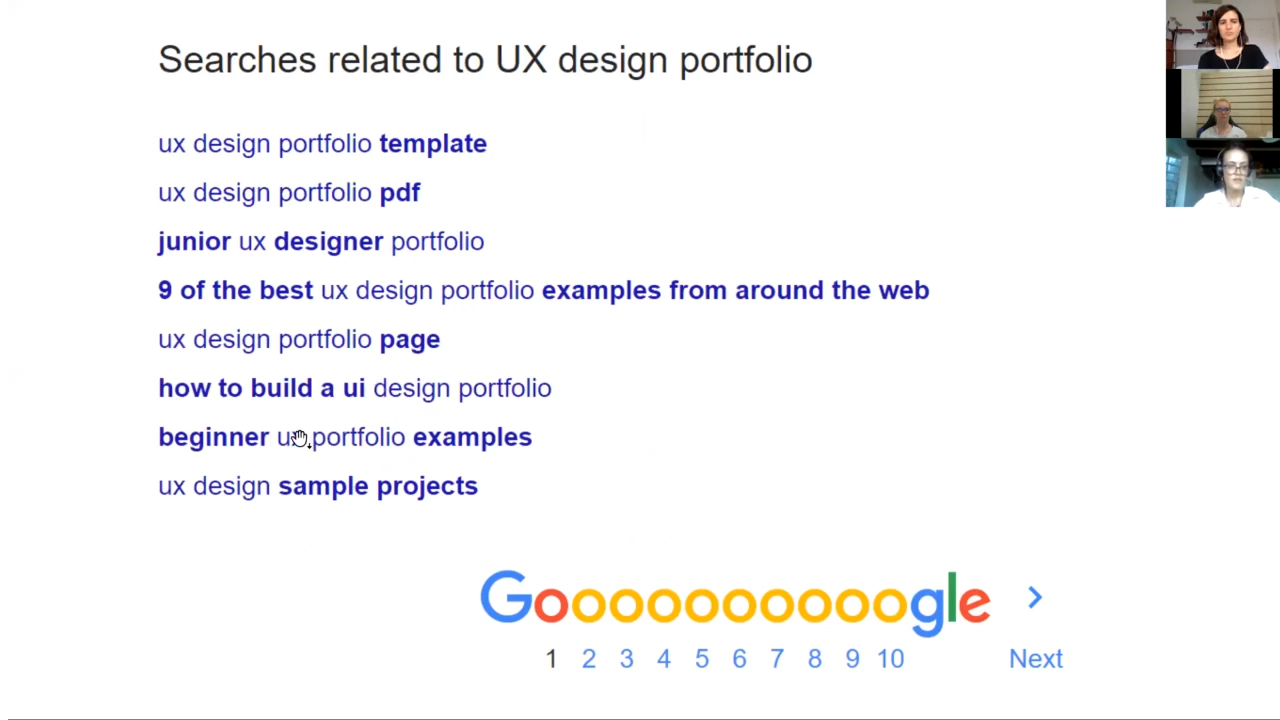 Searches related to UX design portfolio
ux design portfolio template
ux design portfolio pdf
junior ux designer portfolio
9 of the best ux design portfolio examples from around the web
ux design portfolio page
how to build a ui design portfolio
beginner ux portfolio examples
ux design sample projects
Goooooooooogle >
1 2 3 4 5 6 7 8 9 10 Next